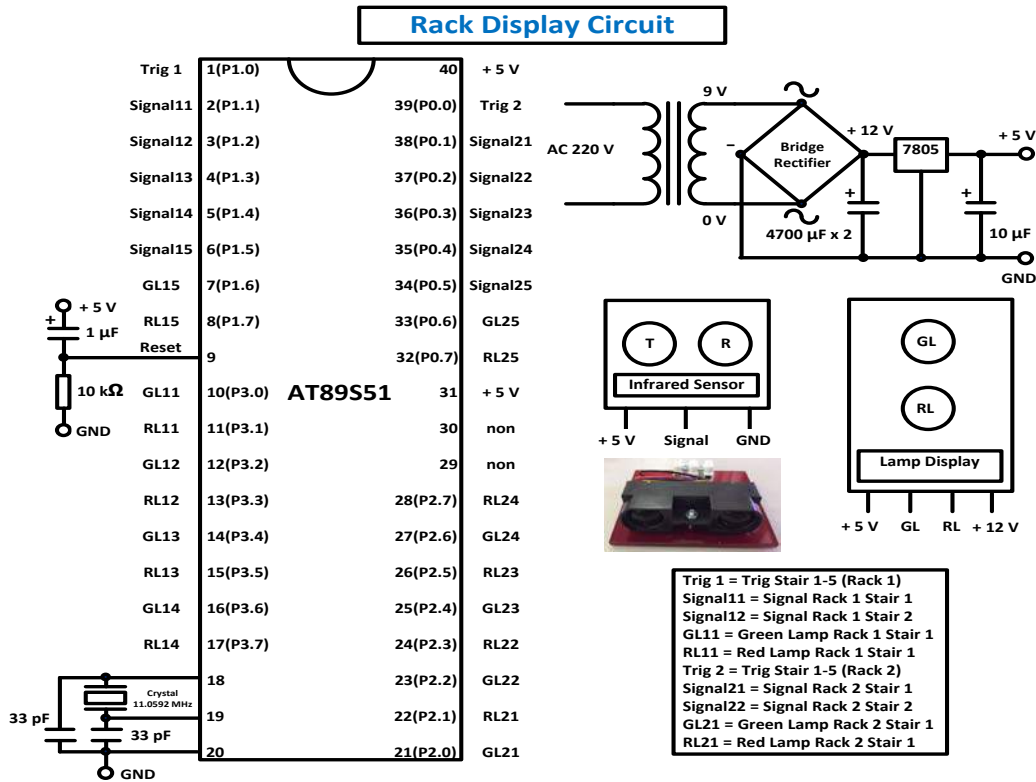 Rack Display Circuit
Trig 1 1(P1.0) 40 + 5 V
Signal11 2(P1.1) 39(P0.0) Trig 2
Signal12 3(P1.2) 38(P0.1) Signal21
Signal13 4(P1.3) 37(P0.2) Signal22
Signal14 5(P1.4) 36(P0.3) Signal23
Signal15 6(P1.5) 35(P0.4) Signal24
GL15 7(P1.6) 34(P0.5) Signal25
RL15 8(P1.7) 33(P0.6) GL25
Reset 9 32(P0.7) RL25
GL11 10(P3.0) AT89S51 31 + 5 V
RL11 11(P3.1) 30 non
GL12 12(P3.2) 29 non
RL12 13(P3.3) 28(P2.7) RL24
GL13 14(P3.4) 27(P2.6) GL24
RL13 15(P3.5) 26(P2.5) RL23
GL14 16(P3.6) 25(P2.4) GL23
RL14 17(P3.7) 24(P2.3) RL22
18 23(P2.2) GL22
19 22(P2.1) RL21
20 21(P2.0) GL21
+ 5 V
+
1 µF
10 kΩ
GND
Crystal
11.0592 MHz
33 pF
33 pF
GND
AC 220 V
9 V
0 V
–
Bridge
Rectifier
+ 12 V
7805
+ 5 V
+
4700 µF x 2
+
10 µF
GND
T R
Infrared Sensor
+ 5 V Signal GND
GL
RL
Lamp Display
+ 5 V GL RL + 12 V
Trig 1 = Trig Stair 1-5 (Rack 1)
Signal11 = Signal Rack 1 Stair 1
Signal12 = Signal Rack 1 Stair 2
GL11 = Green Lamp Rack 1 Stair 1
RL11 = Red Lamp Rack 1 Stair 1
Trig 2 = Trig Stair 1-5 (Rack 2)
Signal21 = Signal Rack 2 Stair 1
Signal22 = Signal Rack 2 Stair 2
GL21 = Green Lamp Rack 2 Stair 1
RL21 = Red Lamp Rack 2 Stair 1